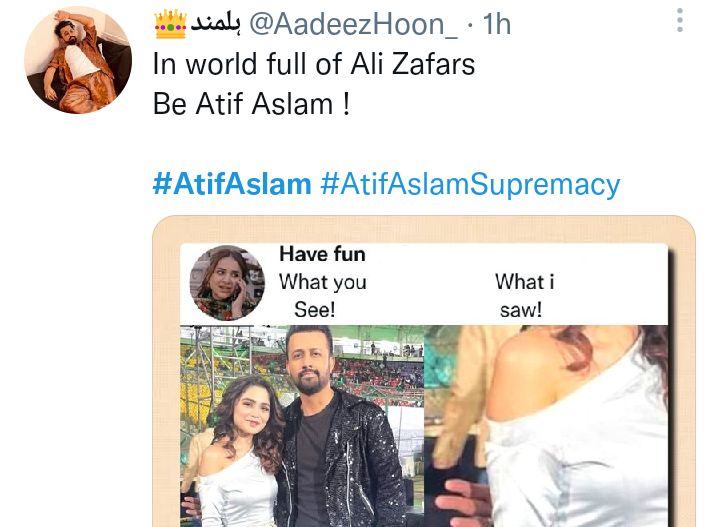 👑ہلمند @AadeezHoon_ · 1h
In world full of Ali Zafars
Be Atif Aslam !
#AtifAslam #AtifAslamSupremacy
Have fun
What you
See!
What i
saw!